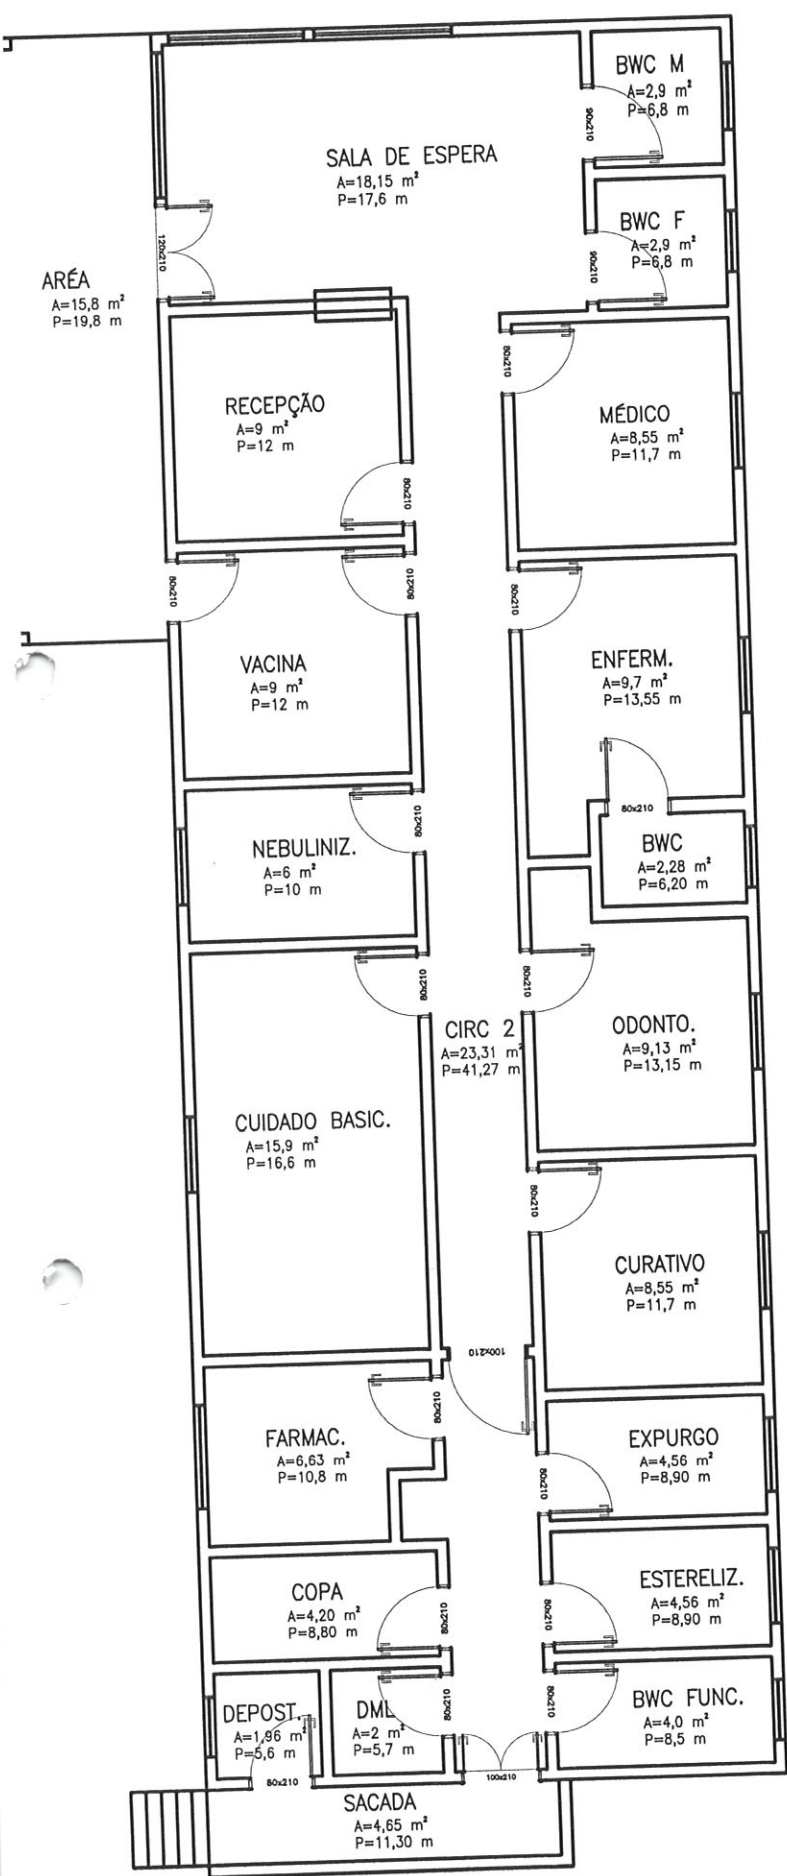 BWC M
A=2,9 m²
P=6,8 m
90x210
SALA DE ESPERA
A=18,15 m²
P=17,6 m
BWC F
A=2,9 m²
P=6,8 m
90x210
120x210
ARÉA
A=15,8 m²
P=19,8 m
80x210
RECEPÇÃO
A=9 m²
P=12 m
MÉDICO
A=8,55 m²
P=11,7 m
80x210
80x210
80x210
80x210
VACINA
A=9 m²
P=12 m
ENFERM.
A=9,7 m²
P=13,55 m
80x210
80x210
NEBULINIZ.
A=6 m²
P=10 m
BWC
A=2,28 m²
P=6,20 m
80x210
80x210
CIRC 2
A=23,31 m²
P=41,27 m
ODONTO.
A=9,13 m²
P=13,15 m
CUIDADO BASIC.
A=15,9 m²
P=16,6 m
80x210
CURATIVO
A=8,55 m²
P=11,7 m
100x210
80x210
FARMAC.
A=6,63 m²
P=10,8 m
EXPURGO
A=4,56 m²
P=8,90 m
80x210
COPA
A=4,20 m²
P=8,80 m
80x210
80x210
ESTERELIZ.
A=4,56 m²
P=8,90 m
DEPOST.
A=1,96 m²
P=5,6 m
DML
A=2 m²
P=5,7 m
80x210
80x210
BWC FUNC.
A=4,0 m²
P=8,5 m
80x210
100x210
SACADA
A=4,65 m²
P=11,30 m